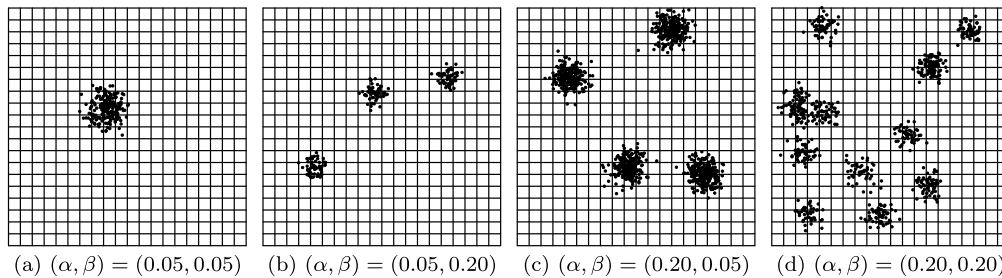 (a) (α, β) = (0.05, 0.05)
(b) (α, β) = (0.05, 0.20)
(c) (α, β) = (0.20, 0.05)
(d) (α, β) = (0.20, 0.20)